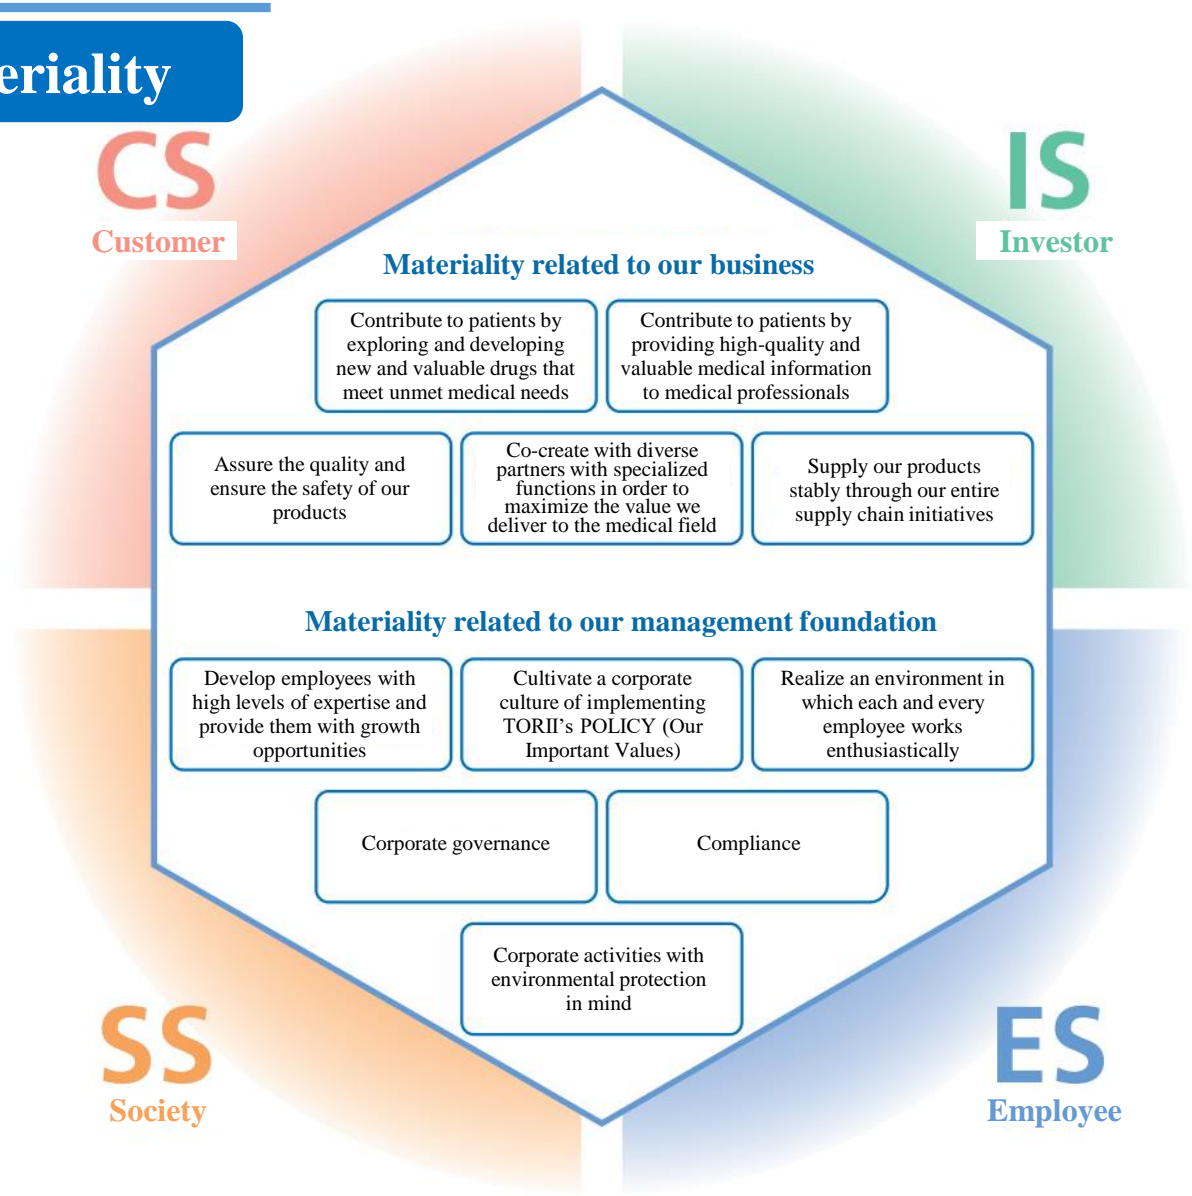 eriality
CS
Customer
IS
Investor
Materiality related to our business
Contribute to patients by
exploring and developing
new and valuable drugs that
meet unmet medical needs
Contribute to patients by
providing high-quality and
valuable medical information
to medical professionals
Assure the quality and
ensure the safety of our
products
Co-create with diverse
partners with specialized
functions in order to
maximize the value we
deliver to the medical field
Supply our products
stably through our entire
supply chain initiatives
Materiality related to our management foundation
Develop employees with
high levels of expertise and
provide them with growth
opportunities
Cultivate a corporate
culture of implementing
TORII’s POLICY (Our
Important Values)
Realize an environment in
which each and every
employee works
enthusiastically
Corporate governance
Compliance
Corporate activities with
environmental protection
in mind
SS
Society
ES
Employee